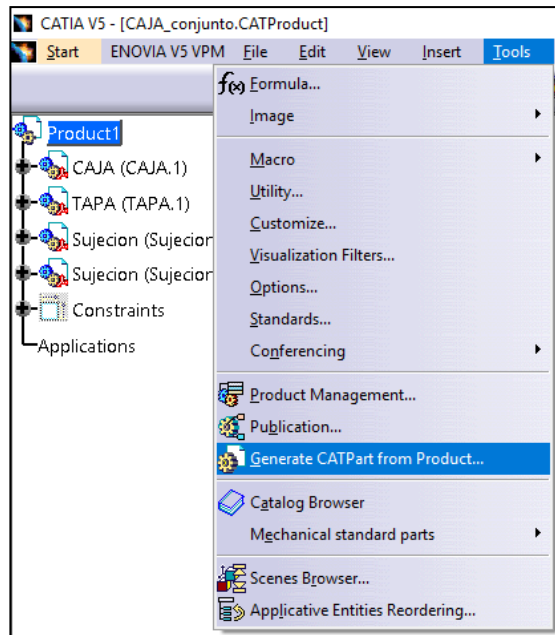 CATIA V5 - [CAJA_conjunto.CATProduct]
Start ENOVIA V5 VPM File Edit View Insert Tools
f(x) Formula...
Image
Macro
Utility...
Customize...
Visualization Filters...
Options...
Standards...
Conferencing
Product Management...
Publication...
Generate CATPart from Product...
Catalog Browser
Mechanical standard parts
Scenes Browser...
Applicative Entities Reordering...
Product1
CAJA (CAJA.1)
TAPA (TAPA.1)
Sujecion (Sujecion
Sujecion (Sujecion
Constraints
Applications